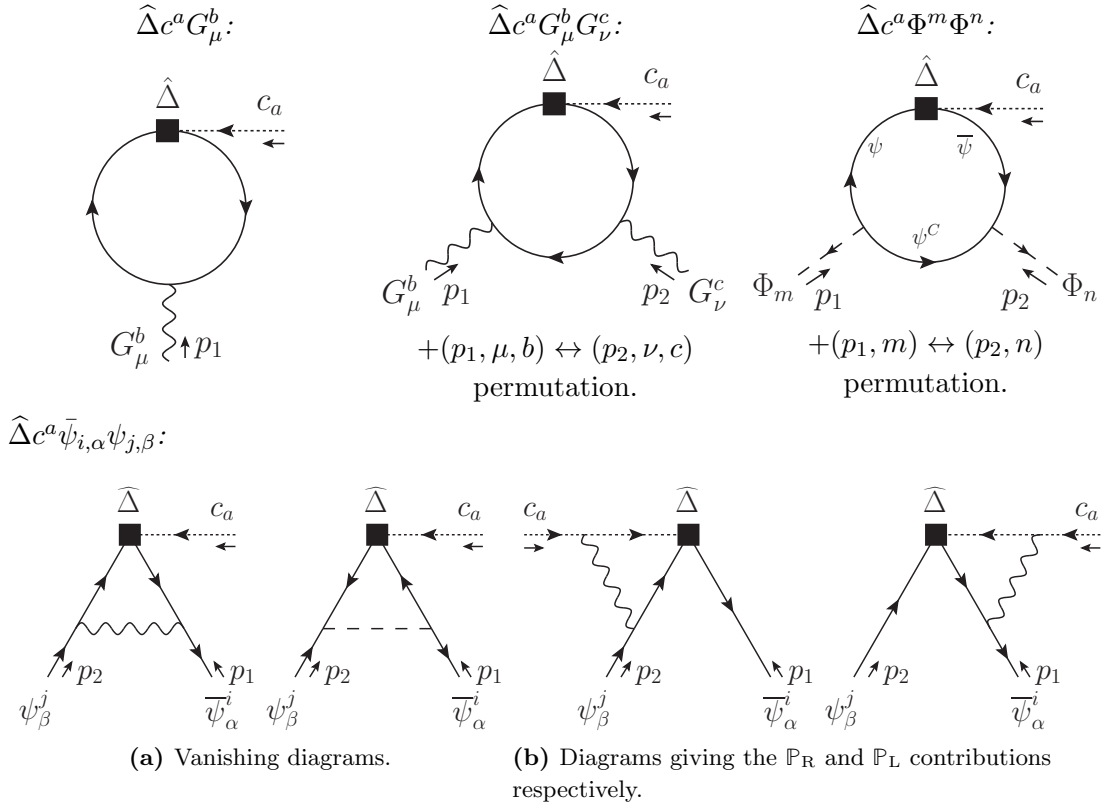 Δ̂c^a G^b_μ:
Δ̂c^a G^b_μ G^c_ν:
Δ̂c^a Φ^m Φ^n:
Δ̂ c_a
Δ̂ c_a
Δ̂ c_a
ψ ψ̅
ψ^C
G^b_μ p_1
G^b_μ p_1 p_2 G^c_ν
Φ_m p_1 p_2 Φ_n
+(p_1, μ, b) ↔ (p_2, ν, c)
permutation.
+(p_1, m) ↔ (p_2, n)
permutation.
Δ̂c^a ψ̄_{i,α} ψ_{j,β}:
Δ̂ c_a
Δ̂ c_a
c_a Δ̂
Δ̂ c_a
p_2 p_1
ψ^j_β ψ̅^i_α
p_2 p_1
ψ^j_β ψ̅^i_α
p_2 p_1
ψ^j_β ψ̅^i_α
p_2 p_1
ψ^j_β ψ̅^i_α
(a) Vanishing diagrams.
(b) Diagrams giving the ℙ_R and ℙ_L contributions
respectively.